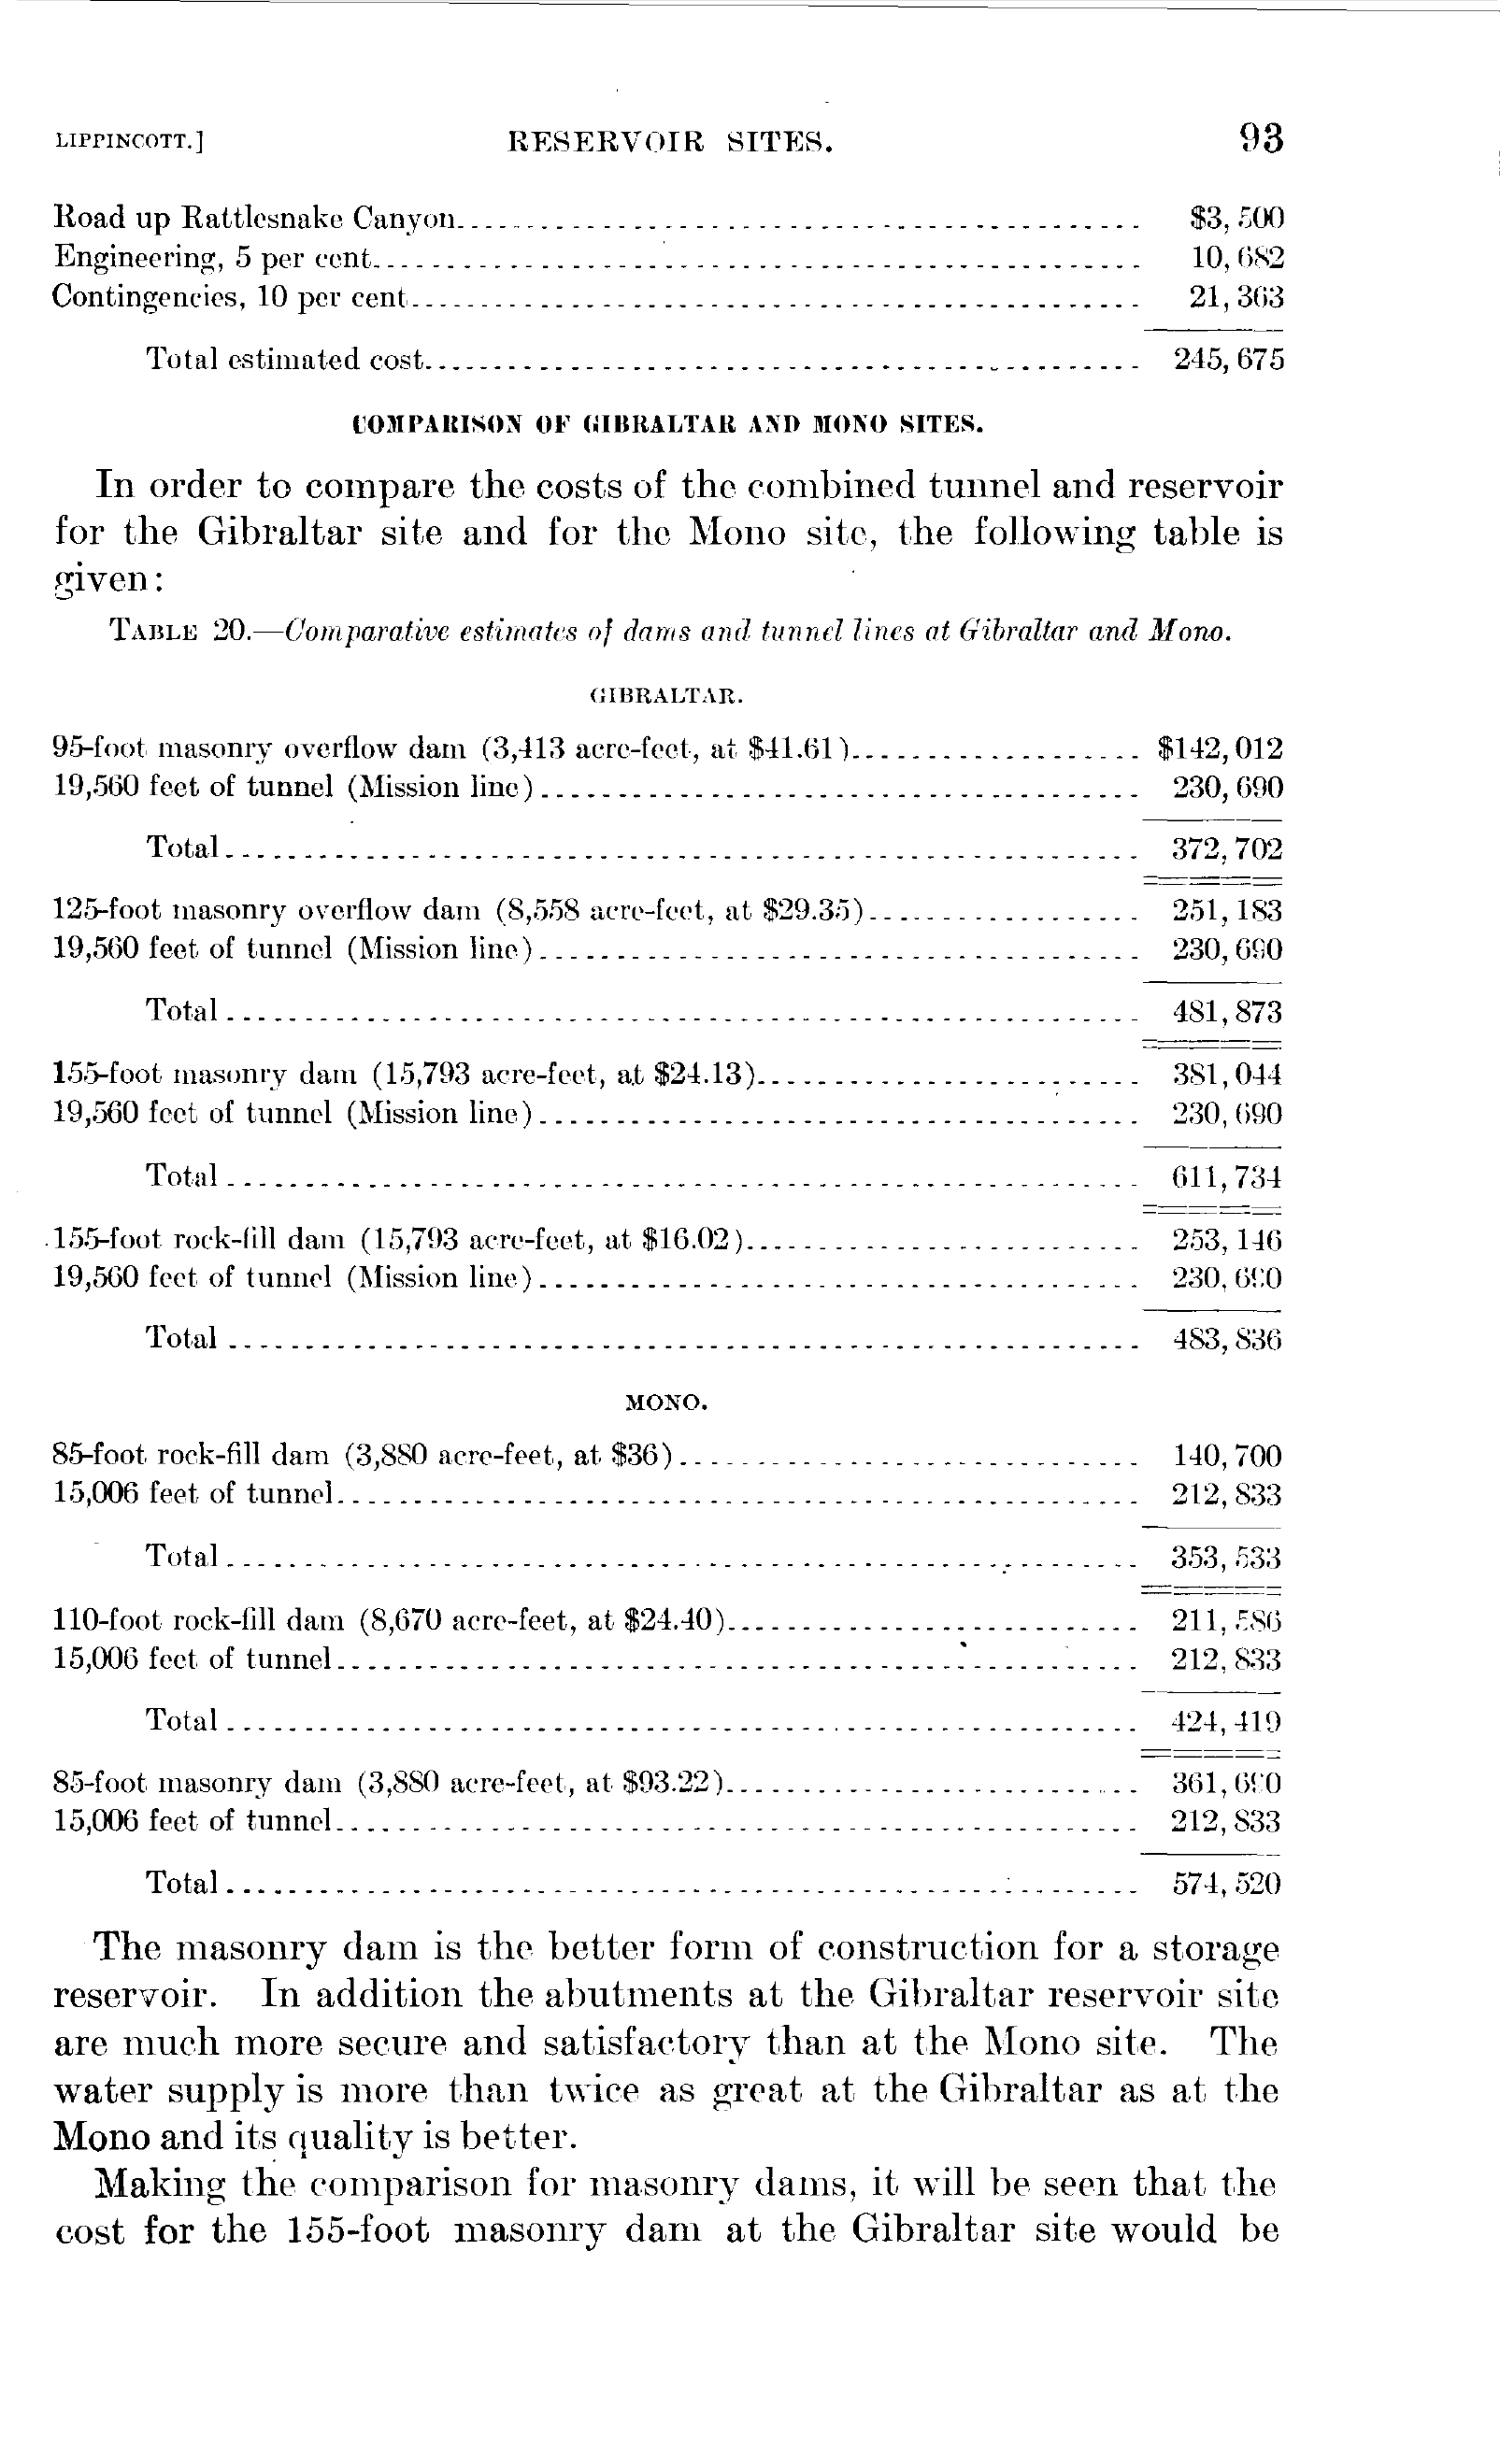 LIPPINCOTT.] RESERVOIR SITES. 93
Road up Rattlesnake Canyon $3,500
Engineering, 5 per cent 10,682
Contingencies, 10 per cent 21,363
Total estimated cost 245,675
COMPARISON OF GIBRALTAR AND MONO SITES.
In order to compare the costs of the combined tunnel and reservoir
for the Gibraltar site and for the Mono site, the following table is
given:
TABLE 20.—Comparative estimates of dams and tunnel lines at Gibraltar and Mono.
GIBRALTAR.
95-foot masonry overflow dam (3,413 acre-feet, at $41.61) $142,012
19,560 feet of tunnel (Mission line) 230,690
Total 372,702
125-foot masonry overflow dam (8,558 acre-feet, at $29.35) 251,183
19,560 feet of tunnel (Mission line) 230,690
Total 481,873
155-foot masonry dam (15,793 acre-feet, at $24.13) 381,044
19,560 feet of tunnel (Mission line) 230,690
Total 611,734
155-foot rock-fill dam (15,793 acre-feet, at $16.02) 253,146
19,560 feet of tunnel (Mission line) 230,690
Total 483,836
MONO.
85-foot rock-fill dam (3,880 acre-feet, at $36) 140,700
15,006 feet of tunnel 212,833
Total 353,533
110-foot rock-fill dam (8,670 acre-feet, at $24.40) 211,586
15,006 feet of tunnel 212,833
Total 424,419
85-foot masonry dam (3,880 acre-feet, at $93.22) 361,690
15,006 feet of tunnel 212,833
Total 574,520
The masonry dam is the better form of construction for a storage
reservoir. In addition the abutments at the Gibraltar reservoir site
are much more secure and satisfactory than at the Mono site. The
water supply is more than twice as great at the Gibraltar as at the
Mono and its quality is better.
Making the comparison for masonry dams, it will be seen that the
cost for the 155-foot masonry dam at the Gibraltar site would be